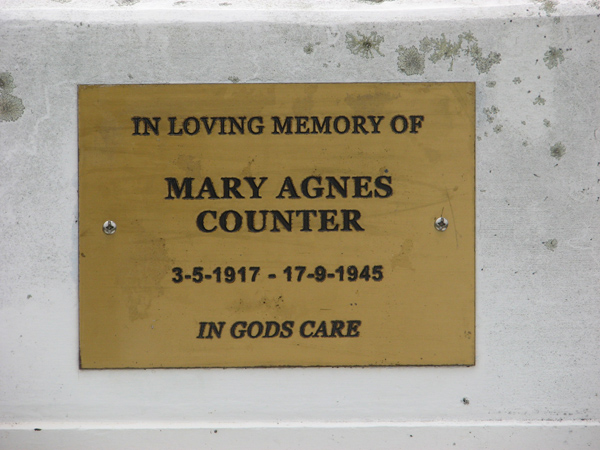 IN LOVING MEMORY OF
MARY AGNES
COUNTER
3-5-1917 - 17-9-1945
IN GODS CARE